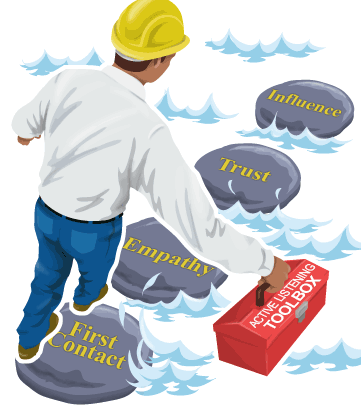 Influence
Trust
Empathy
First
Contact
ACTIVE LISTENING
TOOLBOX